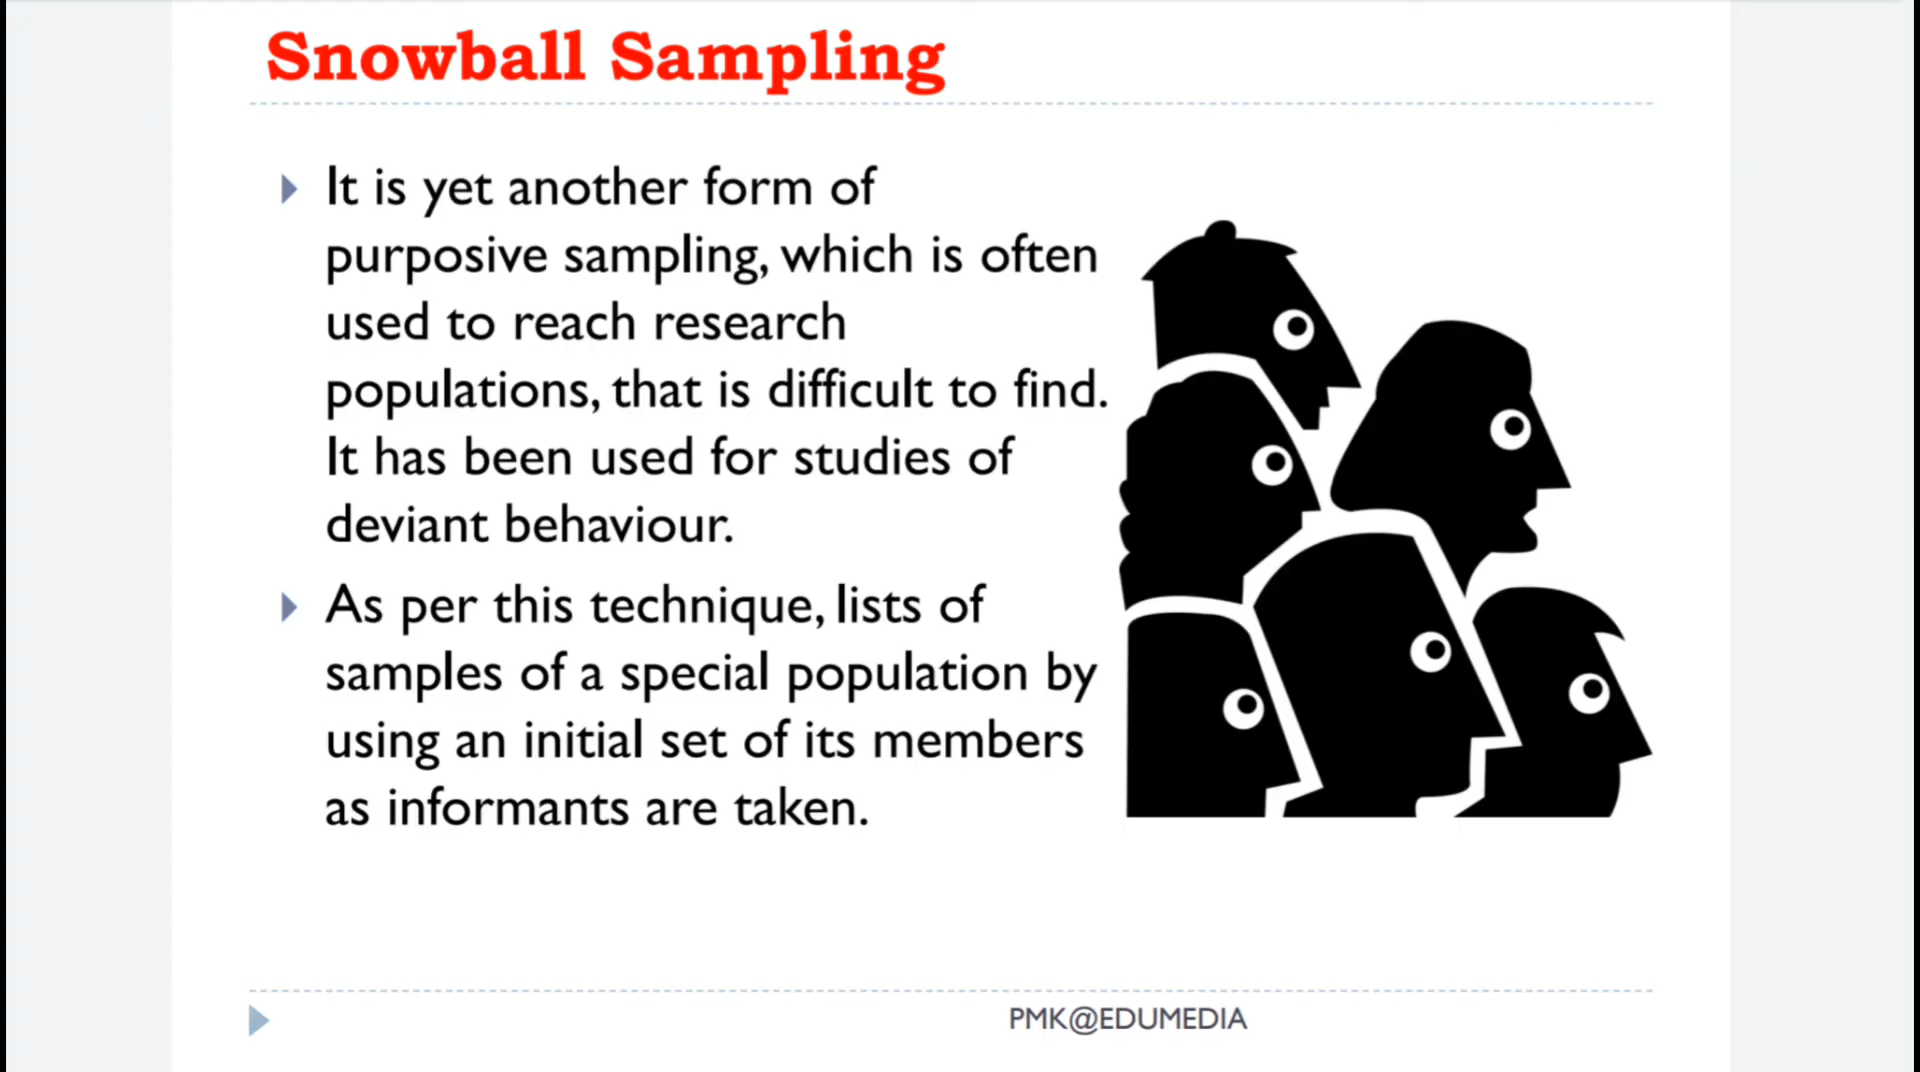 Snowball Sampling
It is yet another form of
purposive sampling, which is often
used to reach research
populations, that is difficult to find.
It has been used for studies of
deviant behaviour.
As per this technique, lists of
samples of a special population by
using an initial set of its members
as informants are taken.
PMK@EDUMEDIA